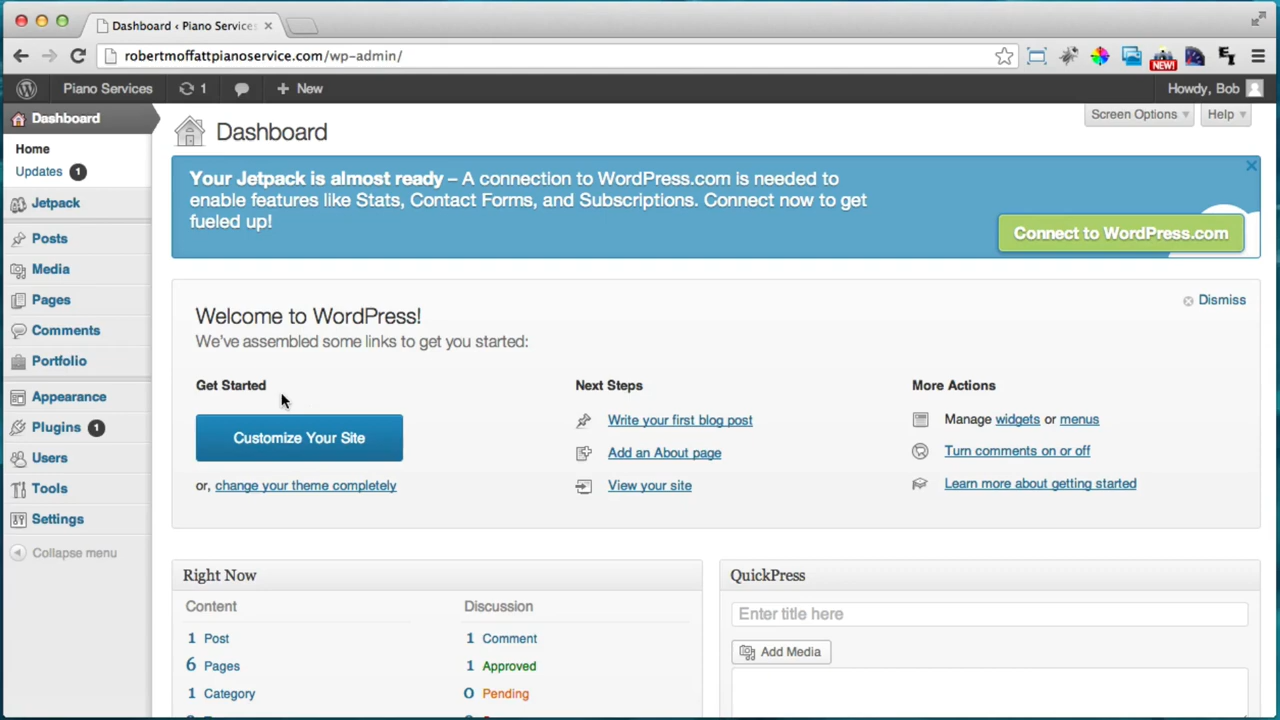 Dashboard ‹ Piano Service
robertmoffattpianoservice.com/wp-admin/
NEW!
Piano Services
1
New
Howdy, Bob
Dashboard
Home
Updates 1
Jetpack
Posts
Media
Pages
Comments
Portfolio
Appearance
Plugins 1
Users
Tools
Settings
Collapse menu
Screen Options
Help
Dashboard
Your Jetpack is almost ready – A connection to WordPress.com is needed to
enable features like Stats, Contact Forms, and Subscriptions. Connect now to get
fueled up!
Connect to WordPress.com
Dismiss
Welcome to WordPress!
We've assembled some links to get you started:
Get Started
Customize Your Site
or, change your theme completely
Next Steps
Write your first blog post
Add an About page
View your site
More Actions
Manage widgets or menus
Turn comments on or off
Learn more about getting started
Right Now
Content
1 Post
6 Pages
1 Category
Discussion
1 Comment
1 Approved
0 Pending
QuickPress
Enter title here
Add Media